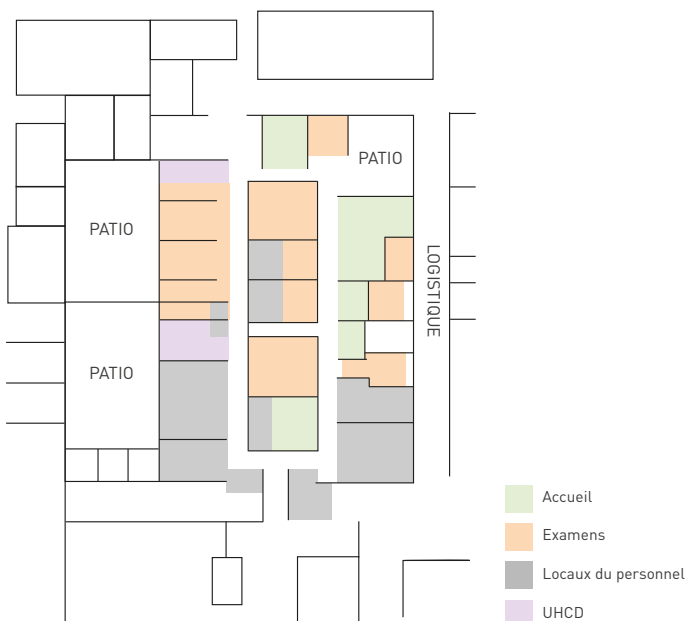 PATIO
PATIO
LOGISTIQUE
PATIO
Accueil
Examens
Locaux du personnel
UHCD